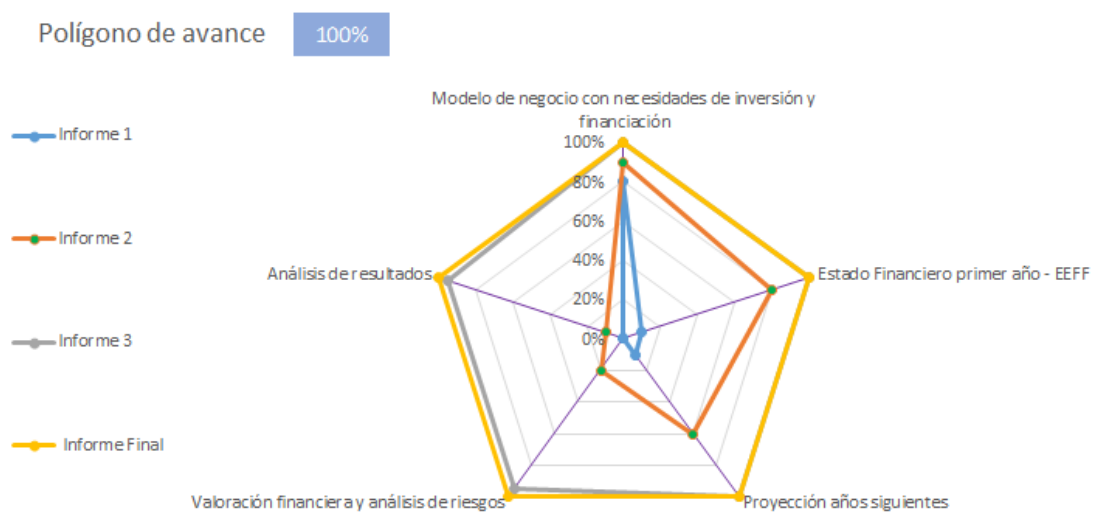 Polígono de avance 100%
Modelo de negocio con necesidades de inversión y
financiación
Informe 1
Informe 2
Informe 3
Informe Final
100%
80%
60%
40%
20%
0%
Análisis de resultados
Estado Financiero primer año - EEFF
Valoración financiera y análisis de riesgos
Proyección años siguientes